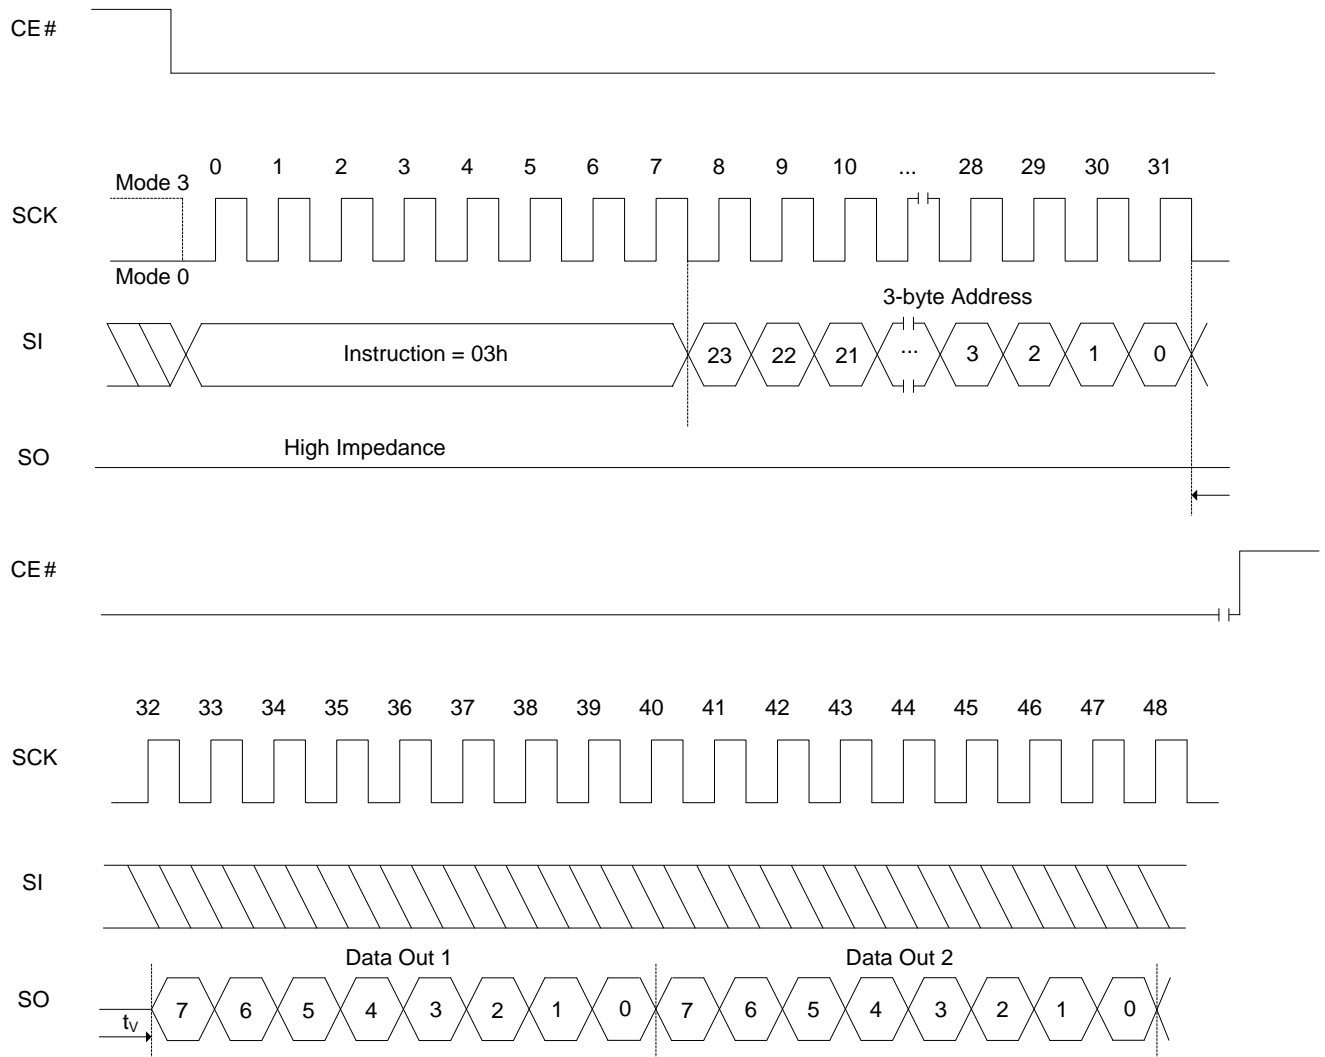 CE#
0 1 2 3 4 5 6 7 8 9 10 ... 28 29 30 31
Mode 3
SCK
Mode 0
3-byte Address
SI
Instruction = 03h
23 22 21 ... 3 2 1 0
High Impedance
SO
CE#
32 33 34 35 36 37 38 39 40 41 42 43 44 45 46 47 48
SCK
SI
Data Out 1 Data Out 2
SO
7 6 5 4 3 2 1 0 7 6 5 4 3 2 1 0
tV